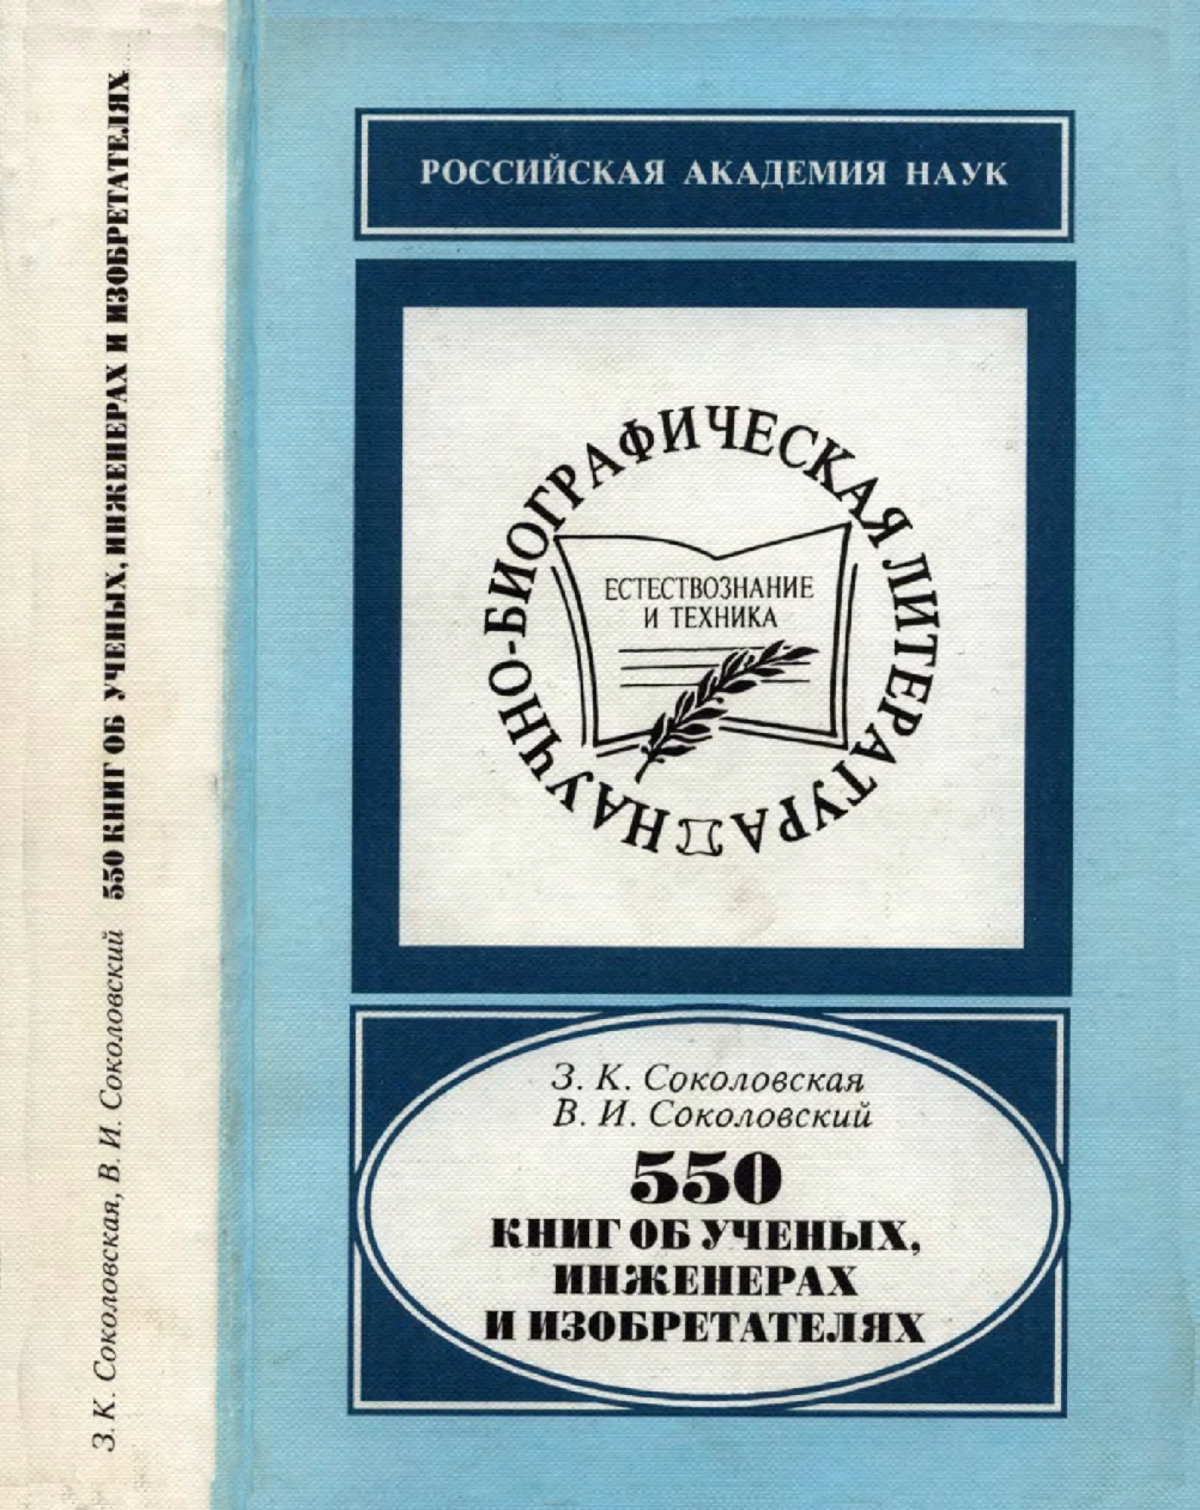 З. К. Соколовская, В. И. Соколовский 550 КНИГ ОБ УЧЕНЫХ, ИНЖЕНЕРАХ И ИЗОБРЕТАТЕЛЯХ
РОССИЙСКАЯ АКАДЕМИЯ НАУК
НАУЧНО-БИОГРАФИЧЕСКАЯ ЛИТЕРАТУРА
ЕСТЕСТВОЗНАНИЕ
И ТЕХНИКА
З. К. Соколовская
В. И. Соколовский
550
КНИГ ОБ УЧЕНЫХ,
ИНЖЕНЕРАХ
И ИЗОБРЕТАТЕЛЯХ